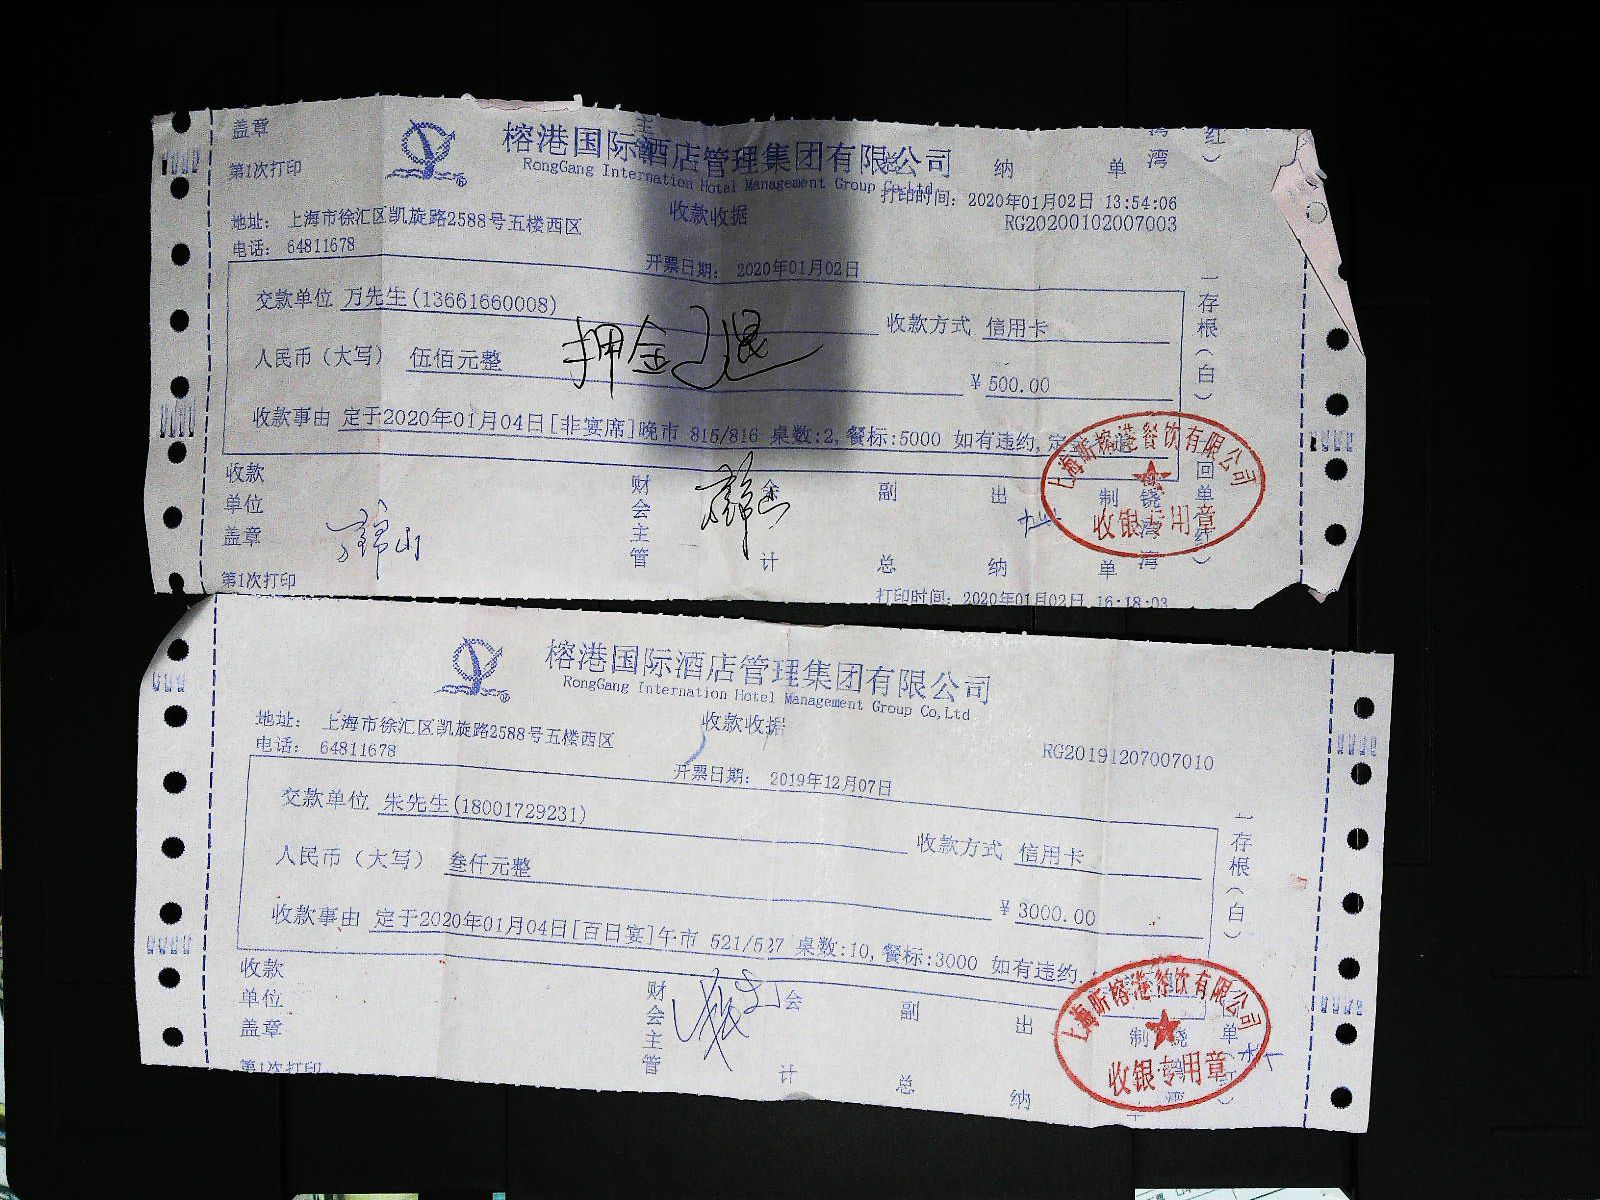 盖章
第1次打印
榕港国际酒店管理集团有限公司
RongGang Internation Hotel Management Group Co,Ltd
纳 单 湾 红）
打印时间： 2020年01月02日 13:54:06
收款收据
RG20200102007003
地址： 上海市徐汇区凯旋路2588号五楼西区
电话： 64811678
开票日期： 2020年01月02日
交款单位 万先生(13661660008)
收款方式 信用卡
人民币（大写） 伍佰元整
押金已退
¥ 500.00
收款事由 定于2020年01月04日[非宴席]晚市 815/816 桌数:2,餐标:5000 如有违约,定
存根（白）
回单（红）
上海昕榕港餐饮有限公司
收银专用章
收款单位盖章
财会主管
会计
副总
出纳
制单
第1次打印
打印时间： 2020年01月02日 16:18:03
榕港国际酒店管理集团有限公司
RongGang Internation Hotel Management Group Co,Ltd
收款收据
地址： 上海市徐汇区凯旋路2588号五楼西区
电话： 64811678
RG20191207007010
开票日期： 2019年12月07日
交款单位 朱先生(18001729231)
收款方式 信用卡
人民币（大写） 叁仟元整
¥ 3000.00
收款事由 定于2020年01月04日[百日宴]午市 521/527 桌数:10,餐标:3000 如有违约.
存根（白）
上海昕榕港餐饮有限公司
收银专用章
收款单位盖章
财会主管
会计
副总
出纳
制单
第1次打印